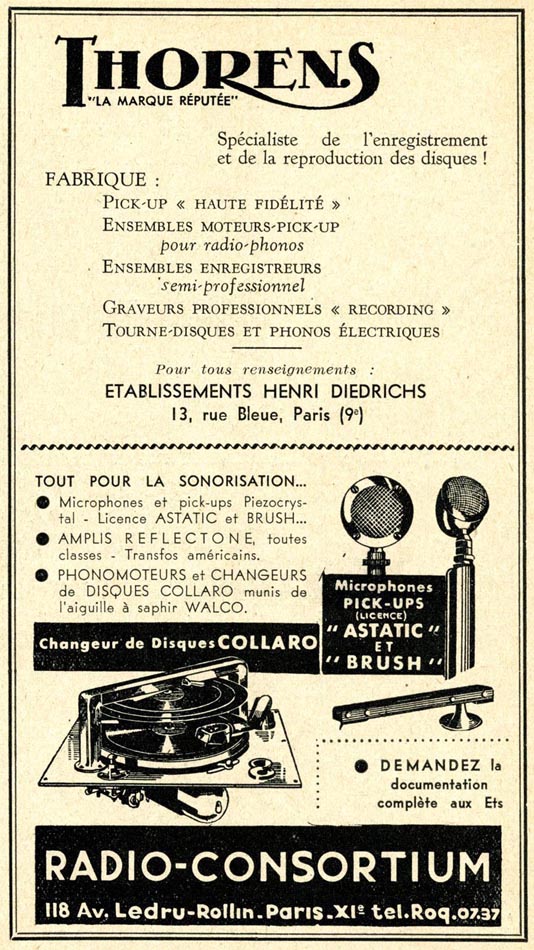 THORENS
"LA MARQUE RÉPUTÉE"
Spécialiste de l'enregistrement
et de la reproduction des disques !
FABRIQUE :
PICK-UP « HAUTE FIDÉLITÉ »
ENSEMBLES MOTEURS-PICK-UP
pour radio-phonos
ENSEMBLES ENREGISTREURS
semi-professionnel
GRAVEURS PROFESSIONNELS « RECORDING »
TOURNE-DISQUES ET PHONOS ÉLECTRIQUES
Pour tous renseignements :
ETABLISSEMENTS HENRI DIEDRICHS
13, rue Bleue, Paris (9e)
TOUT POUR LA SONORISATION...
● Microphones et pick-ups Piezocrys-
tal - Licence ASTATIC et BRUSH...
● AMPLIS REFLECTONE, toutes
classes - Transfos américains.
● PHONOMOTEURS et CHANGEURS
de DISQUES COLLARO munis de
l'aiguille à saphir WALCO.
Microphones
PICK-UPS
(LICENCE)
"ASTATIC"
ET
"BRUSH"
Changeur de Disques COLLARO
● DEMANDEZ la
documentation
complète aux Ets
RADIO-CONSORTIUM
118 Av. Ledru-Rollin-Paris-XIe tel.Roq.07.37